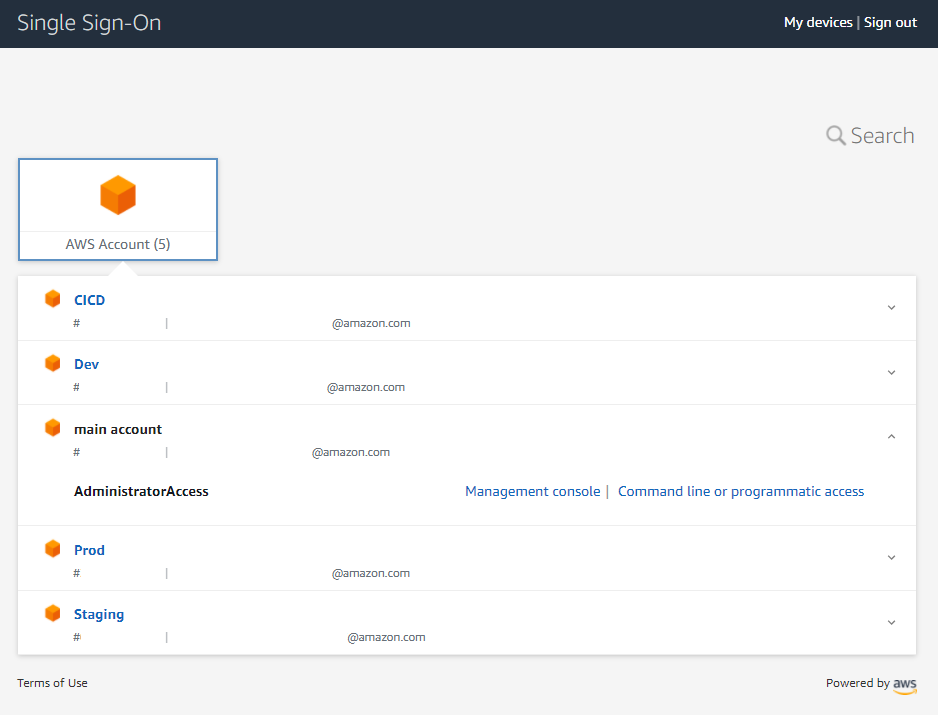 Single Sign-On
My devices | Sign out
Search
AWS Account (5)
CICD
# | @amazon.com
Dev
# | @amazon.com
main account
# | @amazon.com
AdministratorAccess
Management console | Command line or programmatic access
Prod
# | @amazon.com
Staging
# | @amazon.com
Terms of Use
Powered by aws